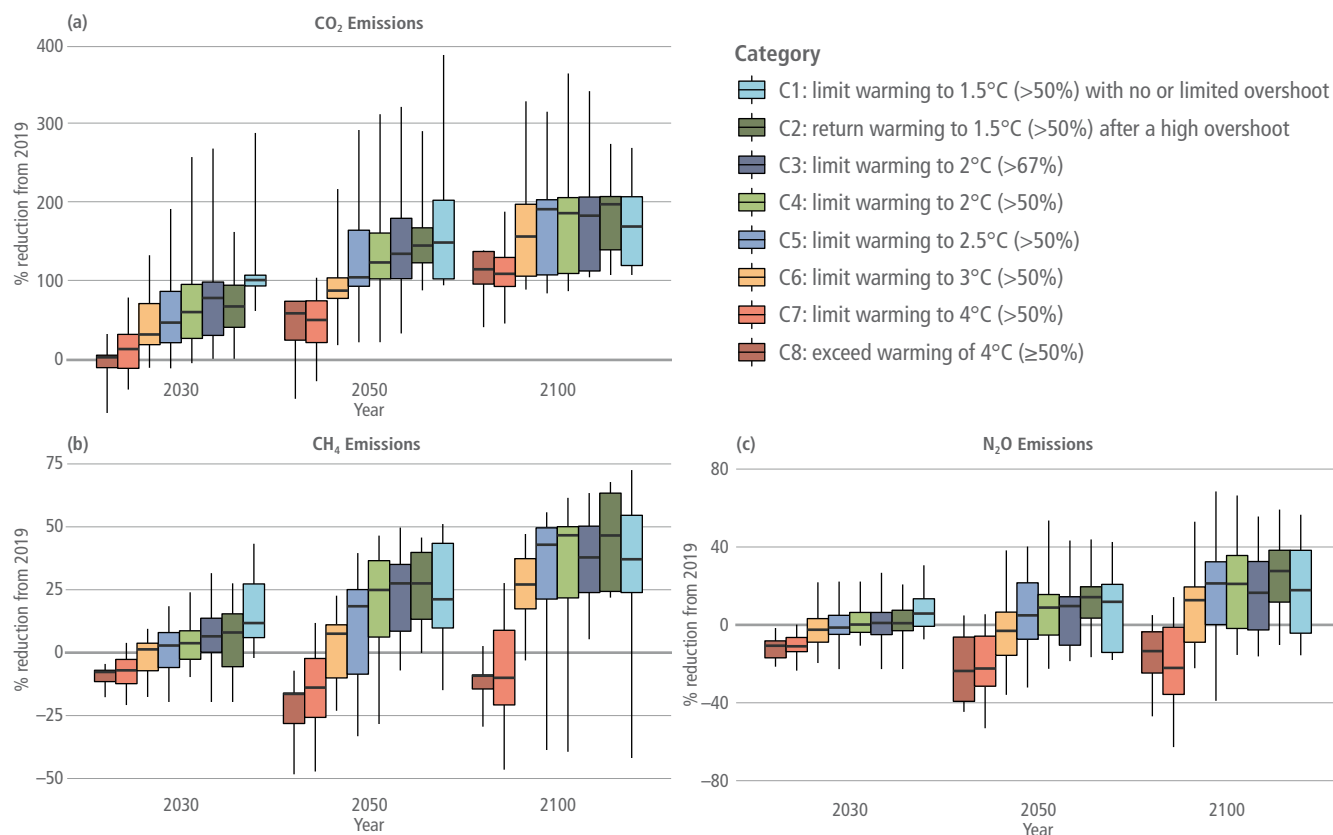 (a)
CO₂ Emissions
% reduction from 2019
400
300
200
100
0
2030
2050
2100
Year
Category
C1: limit warming to 1.5°C (>50%) with no or limited overshoot
C2: return warming to 1.5°C (>50%) after a high overshoot
C3: limit warming to 2°C (>67%)
C4: limit warming to 2°C (>50%)
C5: limit warming to 2.5°C (>50%)
C6: limit warming to 3°C (>50%)
C7: limit warming to 4°C (>50%)
C8: exceed warming of 4°C (≥50%)
(b)
CH₄ Emissions
% reduction from 2019
75
50
25
0
−25
−50
2030
2050
2100
Year
(c)
N₂O Emissions
% reduction from 2019
80
40
0
−40
−80
2030
2050
2100
Year